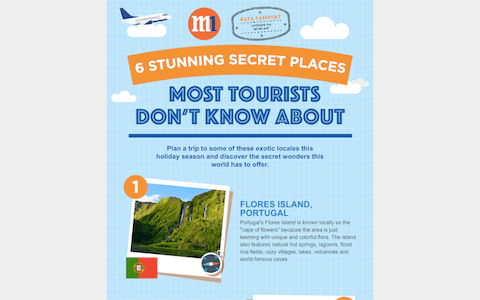 M1
DATA PASSPORT
6 STUNNING SECRET PLACES
MOST TOURISTS
DON'T KNOW ABOUT
Plan a trip to some of these exotic locales this
holiday season and discover the secret wonders this
world has to offer.
1
FLORES ISLAND,
PORTUGAL
Portugal's Flores Island is known locally as the
"cape of flowers" because the area is just
teeming with unique and colorful flora. The island
also features natural hot springs, lagoons, flood
rice fields, cozy villages, lakes, volcanoes and
world-famous caves.